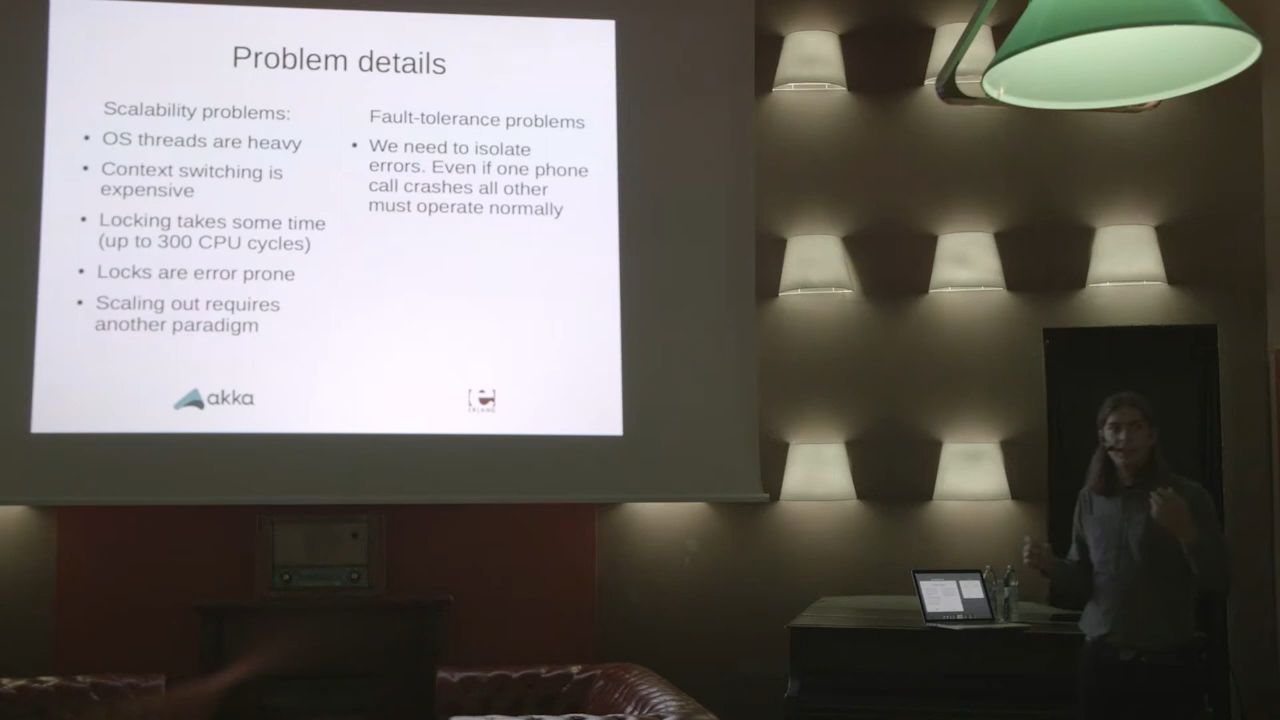 Problem details
Scalability problems:
• OS threads are heavy
• Context switching is
expensive
• Locking takes some time
(up to 300 CPU cycles)
• Locks are error prone
• Scaling out requires
another paradigm
Fault-tolerance problems
• We need to isolate
errors. Even if one phone
call crashes all other
must operate normally
akka
ERLANG